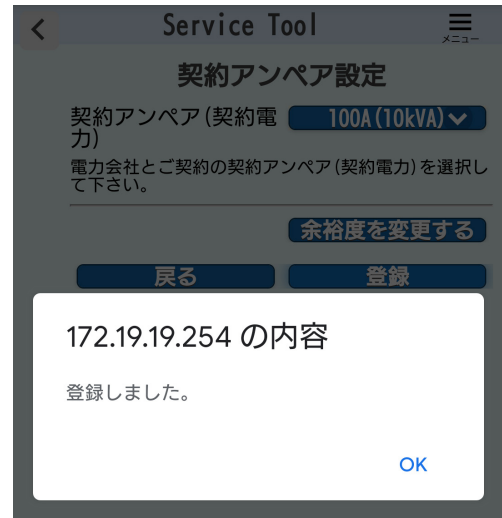 Service Tool
メニュー
契約アンペア設定
契約アンペア(契約電
力)
100A(10kVA)
電力会社とご契約の契約アンペア(契約電力)を選択し
て下さい。
余裕度を変更する
戻る
登録
172.19.19.254 の内容
登録しました。
OK